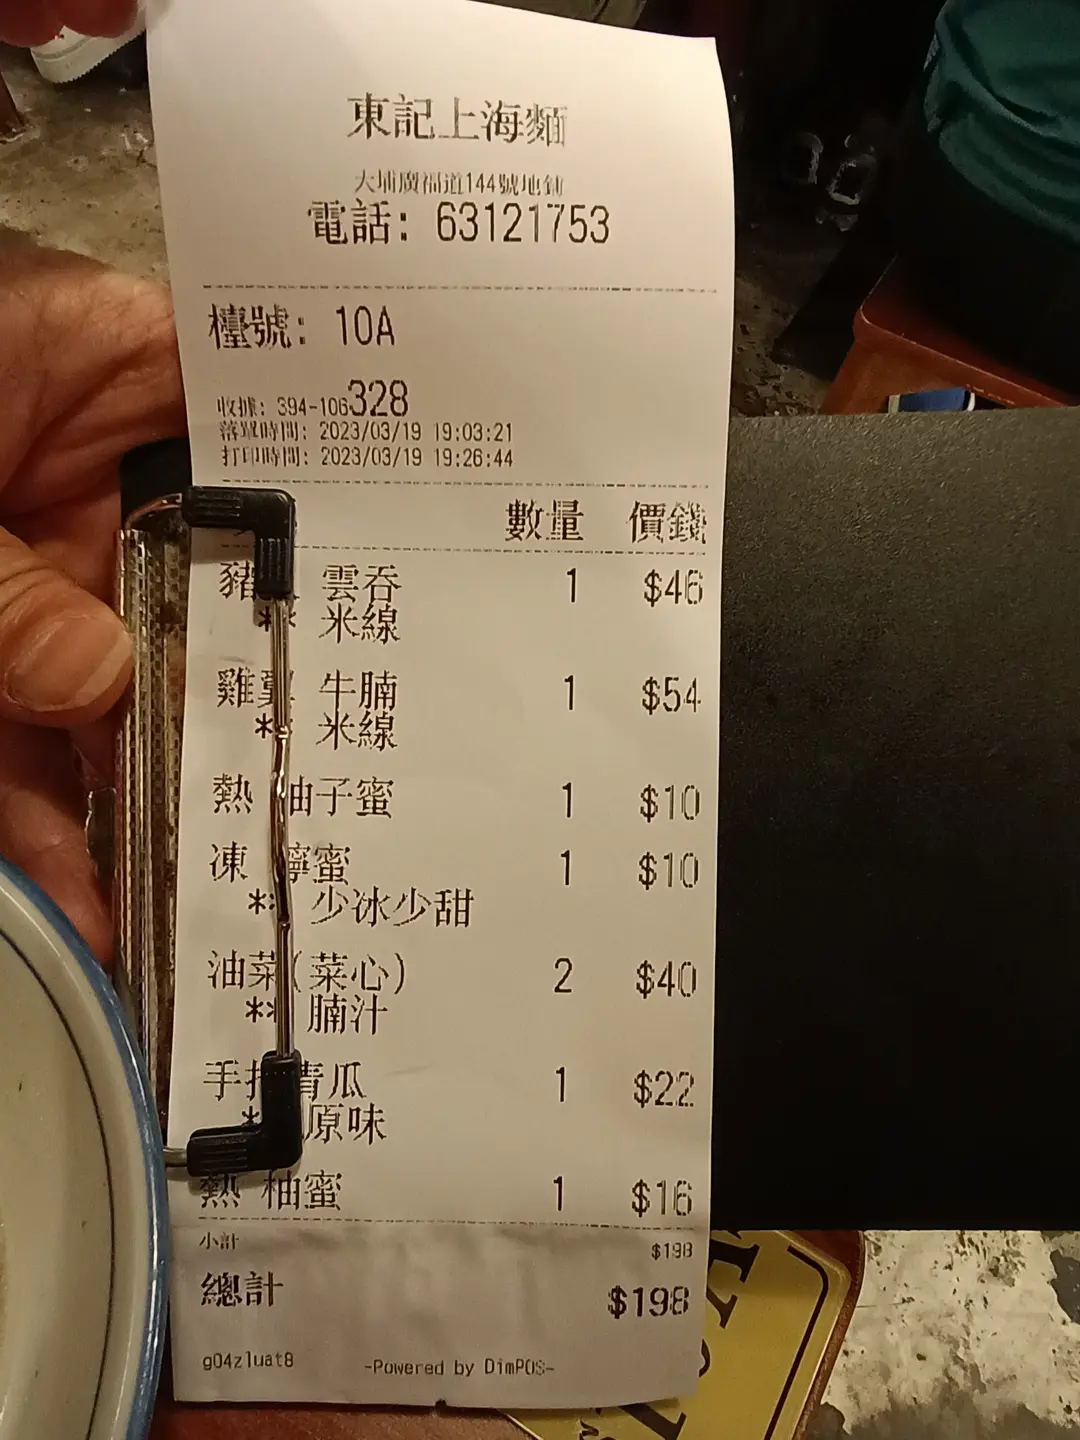 東記上海麵
大埔廣福道144號地鋪
電話: 63121753
檯號: 10A
收據: 394-106328
落單時間: 2023/03/19 19:03:21
打印時間: 2023/03/19 19:26:44
數量 價錢
豬 雲吞 1 $46
** 米線
雞翼 牛腩 1 $54
** 米線
熱 柚子蜜 1 $10
凍 檸蜜 1 $10
** 少冰少甜
油菜(菜心) 2 $40
** 腩汁
手拍青瓜 1 $22
* 原味
熱 柚蜜 1 $16
小計 $198
總計 $198
g04zluat8 -Powered by DimPOS-